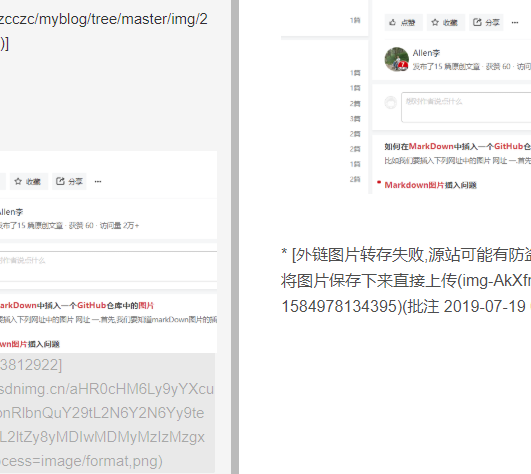 zcczc/myblog/tree/master/img/2
)]
收藏
分享
···
Allen李
发布了15 篇原创文章 · 获赞 60 · 访问量 2万+
对作者说点什么
arkDown中插入一个GitHub仓库中的图片
要插入下列网址中的图片 网址 一.首先,我们要知道markDown图片的插
wn图片插入问题
3812922]
sdnimg.cn/aHR0cHM6Ly9yYXcu
onRlbnQuY29tL2N6Y2N6Yy9te
L2ltZy8yMDIwMDMyMzIzMzgx
ocess=image/format,png)
1篇
1篇
1篇
2篇
3篇
2篇
2篇
1篇
2篇
点赞
收藏
分享
···
Allen李
发布了15 篇原创文章 · 获赞 60 · 访问
想对作者说点什么
如何在MarkDown中插入一个GitHub仓
比如我们要插入下列网址中的图片 网址 一.首
Markdown图片插入问题
* [外链图片转存失败,源站可能有防盗
将图片保存下来直接上传(img-AkXfr
1584978134395)(批注 2019-07-19